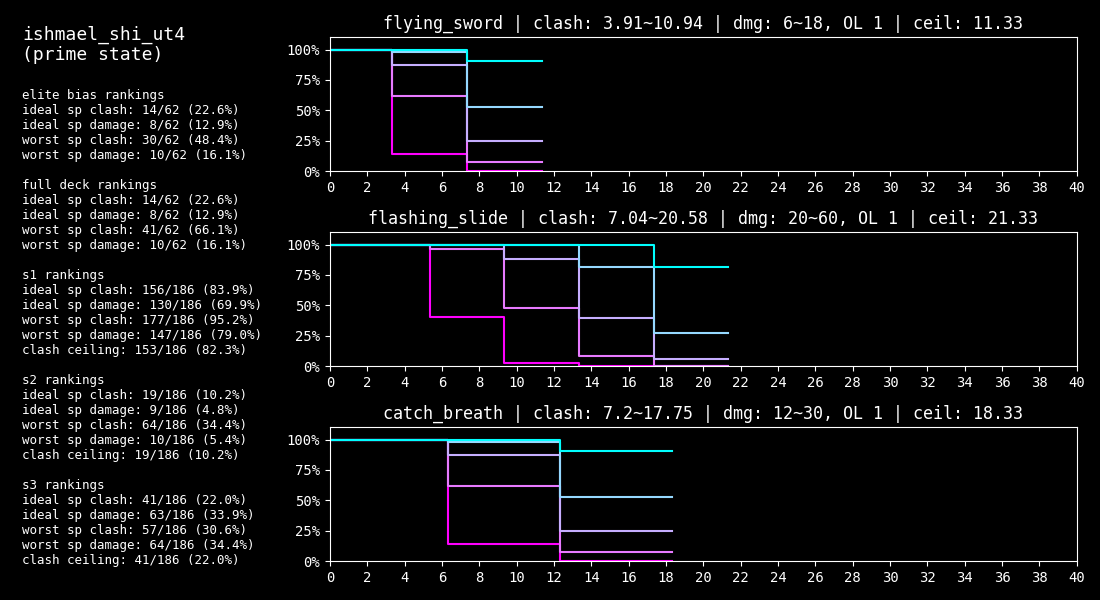 ishmael_shi_ut4
(prime state)
elite bias rankings
ideal sp clash: 14/62 (22.6%)
ideal sp damage: 8/62 (12.9%)
worst sp clash: 30/62 (48.4%)
worst sp damage: 10/62 (16.1%)
full deck rankings
ideal sp clash: 14/62 (22.6%)
ideal sp damage: 8/62 (12.9%)
worst sp clash: 41/62 (66.1%)
worst sp damage: 10/62 (16.1%)
s1 rankings
ideal sp clash: 156/186 (83.9%)
ideal sp damage: 130/186 (69.9%)
worst sp clash: 177/186 (95.2%)
worst sp damage: 147/186 (79.0%)
clash ceiling: 153/186 (82.3%)
s2 rankings
ideal sp clash: 19/186 (10.2%)
ideal sp damage: 9/186 (4.8%)
worst sp clash: 64/186 (34.4%)
worst sp damage: 10/186 (5.4%)
clash ceiling: 19/186 (10.2%)
s3 rankings
ideal sp clash: 41/186 (22.0%)
ideal sp damage: 63/186 (33.9%)
worst sp clash: 57/186 (30.6%)
worst sp damage: 64/186 (34.4%)
clash ceiling: 41/186 (22.0%)
flying_sword | clash: 3.91~10.94 | dmg: 6~18, OL 1 | ceil: 11.33
100%
75%
50%
25%
0%
0 2 4 6 8 10 12 14 16 18 20 22 24 26 28 30 32 34 36 38 40
flashing_slide | clash: 7.04~20.58 | dmg: 20~60, OL 1 | ceil: 21.33
100%
75%
50%
25%
0%
0 2 4 6 8 10 12 14 16 18 20 22 24 26 28 30 32 34 36 38 40
catch_breath | clash: 7.2~17.75 | dmg: 12~30, OL 1 | ceil: 18.33
100%
75%
50%
25%
0%
0 2 4 6 8 10 12 14 16 18 20 22 24 26 28 30 32 34 36 38 40